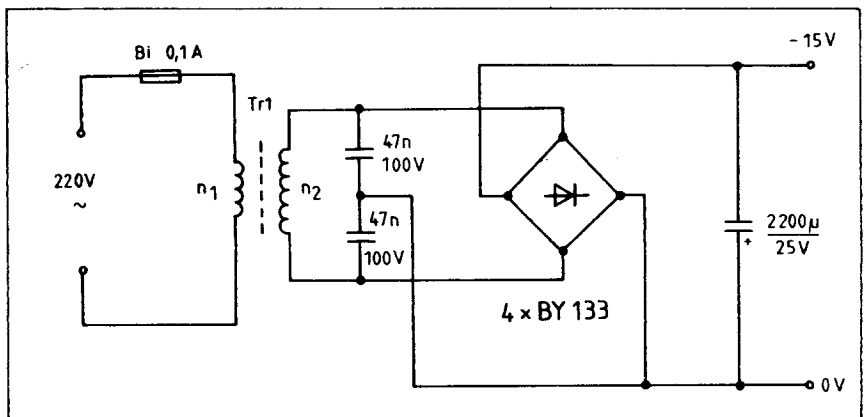 Bi 0,1A
Tr1
220V
~
n1
n2
47n
100V
47n
100V
4 × BY 133
-15V
2200µ
25V
+
0V